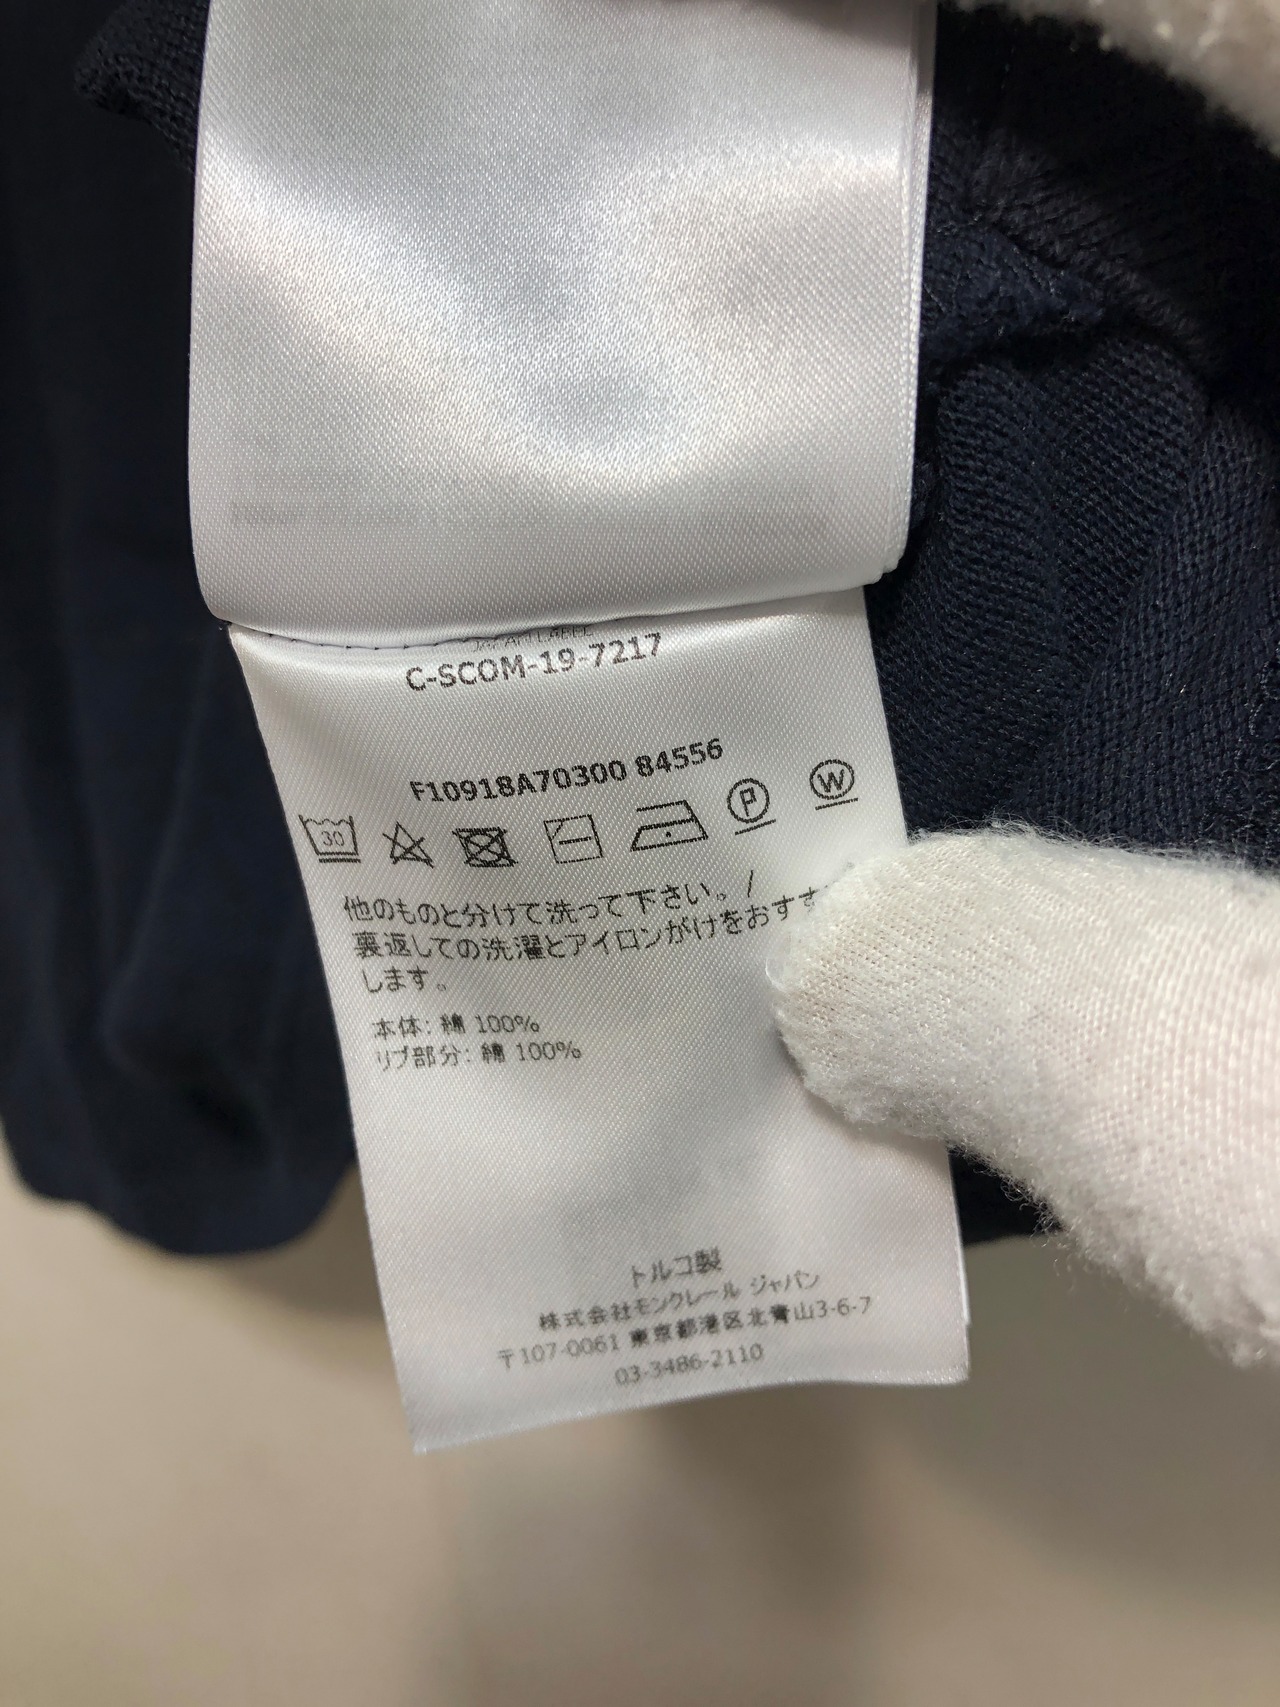 JAPAN LABEL
C-SCOM-19-7217
F10918A70300 84556
30
P
W
他のものと分けて洗って下さい。/
裏返しての洗濯とアイロンがけをおすす
します。
本体: 綿 100%
リブ部分: 綿 100%
トルコ製
株式会社モンクレール ジャパン
〒107-0061 東京都港区北青山3-6-7
03-3486-2110